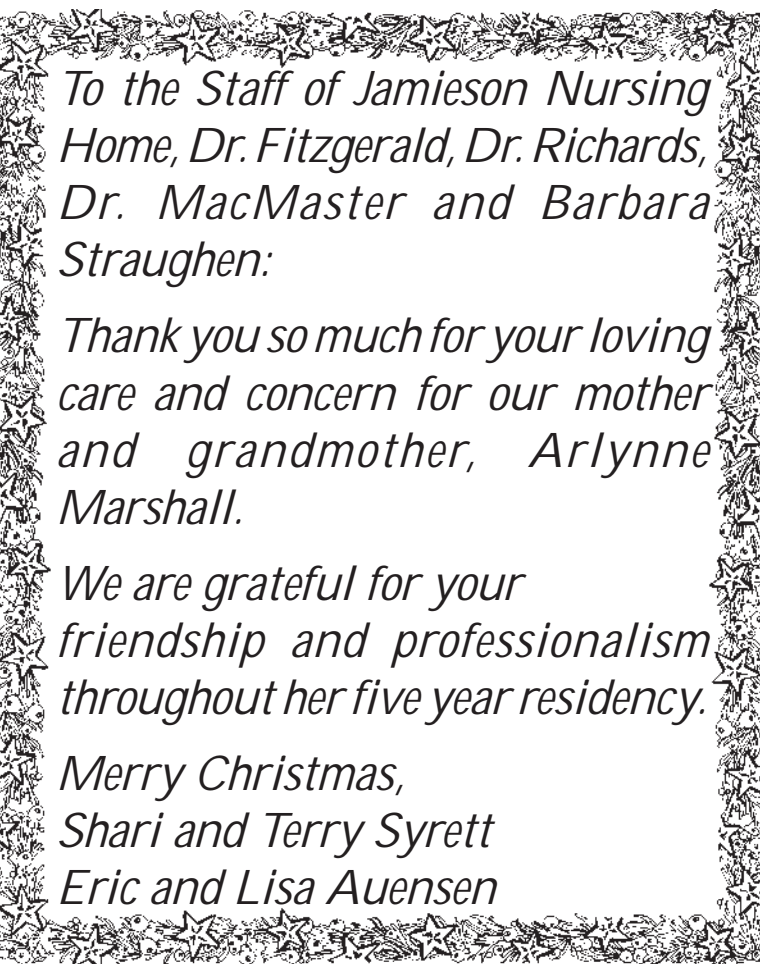 To the Staff of Jamieson Nursing
Home, Dr. Fitzgerald, Dr. Richards,
Dr. MacMaster and Barbara
Straughen:
Thank you so much for your loving
care and concern for our mother
and grandmother, Arlynne
Marshall.
We are grateful for your
friendship and professionalism
throughout her five year residency.
Merry Christmas,
Shari and Terry Syrett
Eric and Lisa Auensen